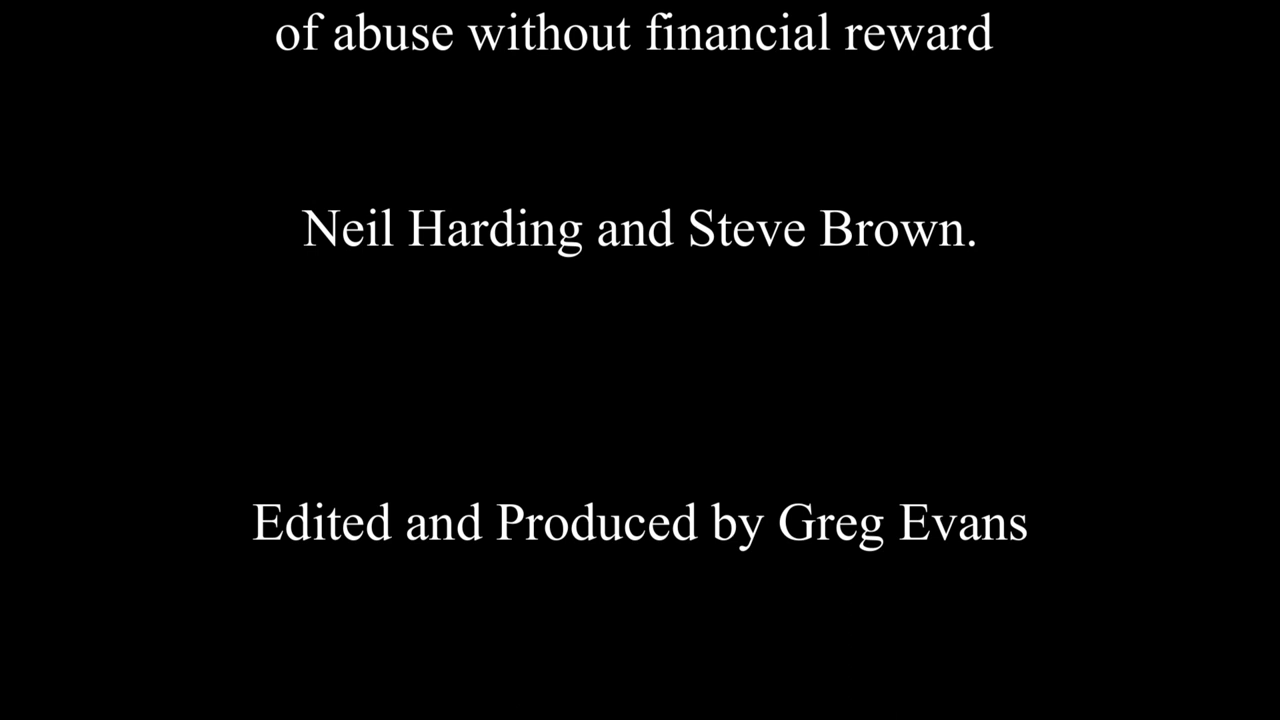 of abuse without financial reward
Neil Harding and Steve Brown.
Edited and Produced by Greg Evans